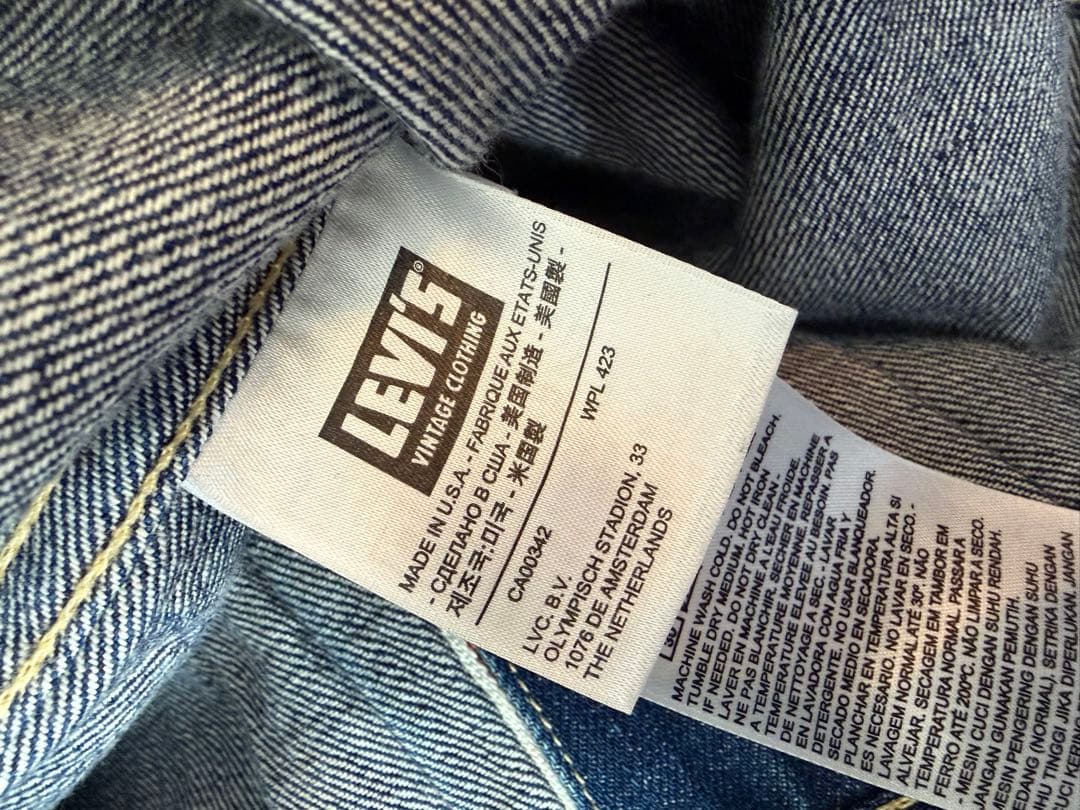 LEVI'S®
VINTAGE CLOTHING
MADE IN U.S.A. - FABRIQUE AUX ETATS-UNIS
- СДЕЛАНО В США - 美国制造 - 美國製 -
제조국:미국 - 米国製
CA00342 WPL 423
LVC. B.V.
OLYMPISCH STADION, 33
1076 DE AMSTERDAM
THE NETHERLANDS
MACHINE WASH COLD. DO NOT BLEACH.
TUMBLE DRY MEDIUM. HOT IRON
IF NEEDED. DO NOT DRY CLEAN -
LAVER EN MACHINE A L'EAU FROIDE.
NE PAS BLANCHIR. SECHER EN MACHINE
A TEMPERATURE MOYENNE. REPASSER A
TEMPERATURE ELEVEE AU BESOIN. PAS
DE NETTOYAGE A SEC. - LAVAR
EN LAVADORA CON AGUA FRIA Y
DETERGENTE. NO USAR BLANQUEADOR.
SECADO MEDIO EN SECADORA.
PLANCHAR EN TEMPERATURA ALTA SI
ES NECESARIO. NO LAVAR EN SECO. -
LAVAGEM NORMAL ATÉ 30º. NÃO
ALVEJAR. SECAGEM EM TAMBOR EM
TEMPERATURA NORMAL. PASSAR A
FERRO ATÉ 200ºC. NÃO LIMPAR A SECO.
MESIN CUCI DENGAN SUHU RENDAH.
GUNAKAN PEMUTIH.
PENGERING DENGAN SUHU
(NORMAL). SETRIKA DENGAN
TINGGI JIKA DIPERLUKAN. JANGAN